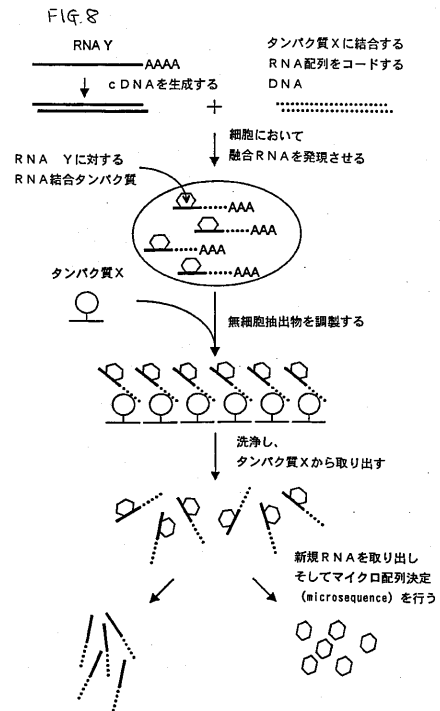 FIG.8
RNA Y
AAAA
cDNAを生成する
タンパク質Xに結合する
RNA配列をコードする
DNA
+
細胞において
融合RNAを発現させる
RNA Yに対する
RNA結合タンパク質
AAA
AAA
AAA
AAA
タンパク質X
無細胞抽出物を調製する
洗浄し、
タンパク質Xから取り出す
新規RNAを取り出し
そしてマイクロ配列決定
(microsequence)を行う